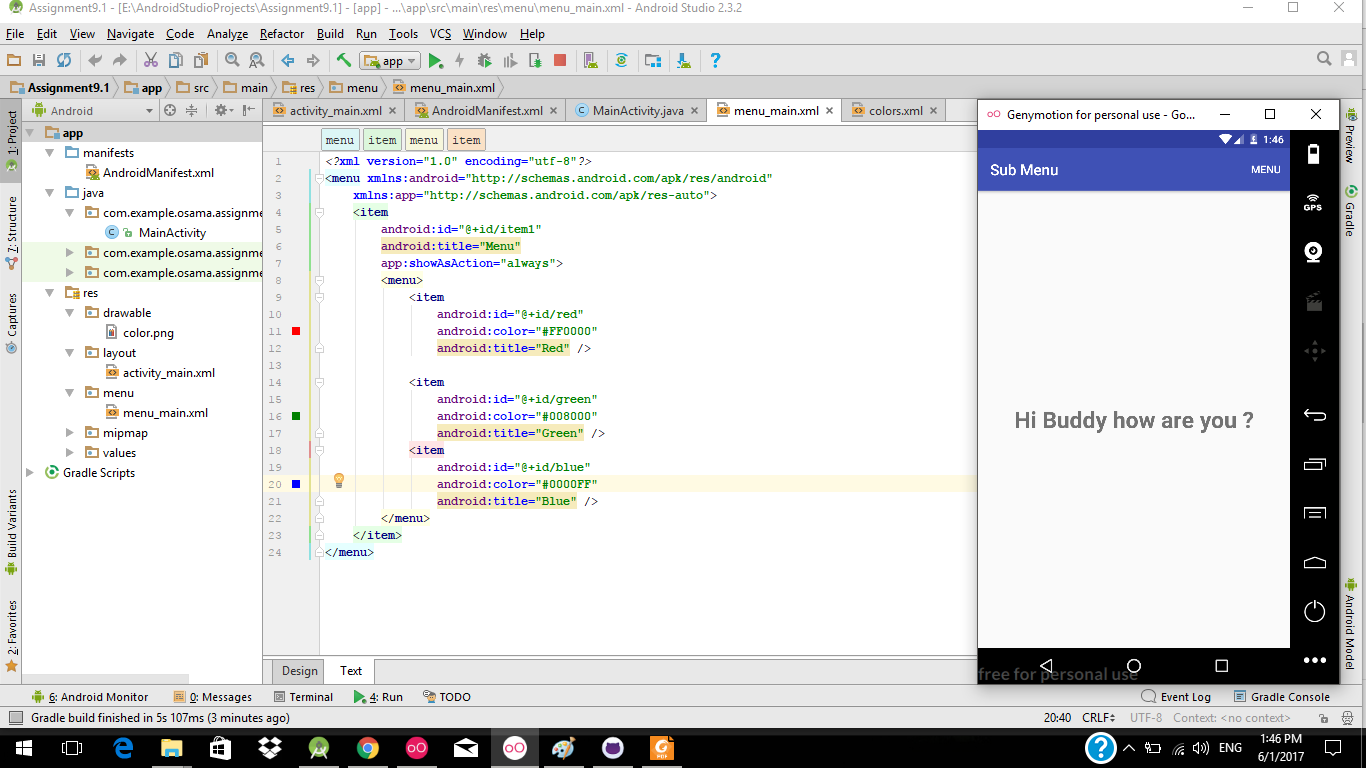 Assignment9.1 - [E:\AndroidStudioProjects\Assignment9.1] - [app] - ...\app\src\main\res\menu\menu_main.xml - Android Studio 2.3.2
File Edit View Navigate Code Analyze Refactor Build Run Tools VCS Window Help
app
Assignment9.1 app src main res menu menu_main.xml
Android
activity_main.xml AndroidManifest.xml MainActivity.java menu_main.xml colors.xml
1: Project
7: Structure
Captures
Build Variants
2: Favorites
app
manifests
AndroidManifest.xml
java
com.example.osama.assignme
MainActivity
com.example.osama.assignme
com.example.osama.assignme
res
drawable
color.png
layout
activity_main.xml
menu
menu_main.xml
mipmap
values
Gradle Scripts
menu item menu item
1 <?xml version="1.0" encoding="utf-8"?>
2 <menu xmlns:android="http://schemas.android.com/apk/res/android"
3 xmlns:app="http://schemas.android.com/apk/res-auto">
4 <item
5 android:id="@+id/item1"
6 android:title="Menu"
7 app:showAsAction="always">
8 <menu>
9 <item
10 android:id="@+id/red"
11 android:color="#FF0000"
12 android:title="Red" />
13
14 <item
15 android:id="@+id/green"
16 android:color="#008000"
17 android:title="Green" />
18 <item
19 android:id="@+id/blue"
20 android:color="#0000FF"
21 android:title="Blue" />
22 </menu>
23 </item>
24 </menu>
Design Text
Genymotion for personal use - Go...
1:46
Sub Menu MENU
Hi Buddy how are you ?
free for personal use
GPS
Preview
Gradle
Android Model
6: Android Monitor 0: Messages Terminal 4: Run TODO Event Log Gradle Console
Gradle build finished in 5s 107ms (3 minutes ago) 20:40 CRLF UTF-8 Context: <no context>
PDF
ENG
1:46 PM
6/1/2017